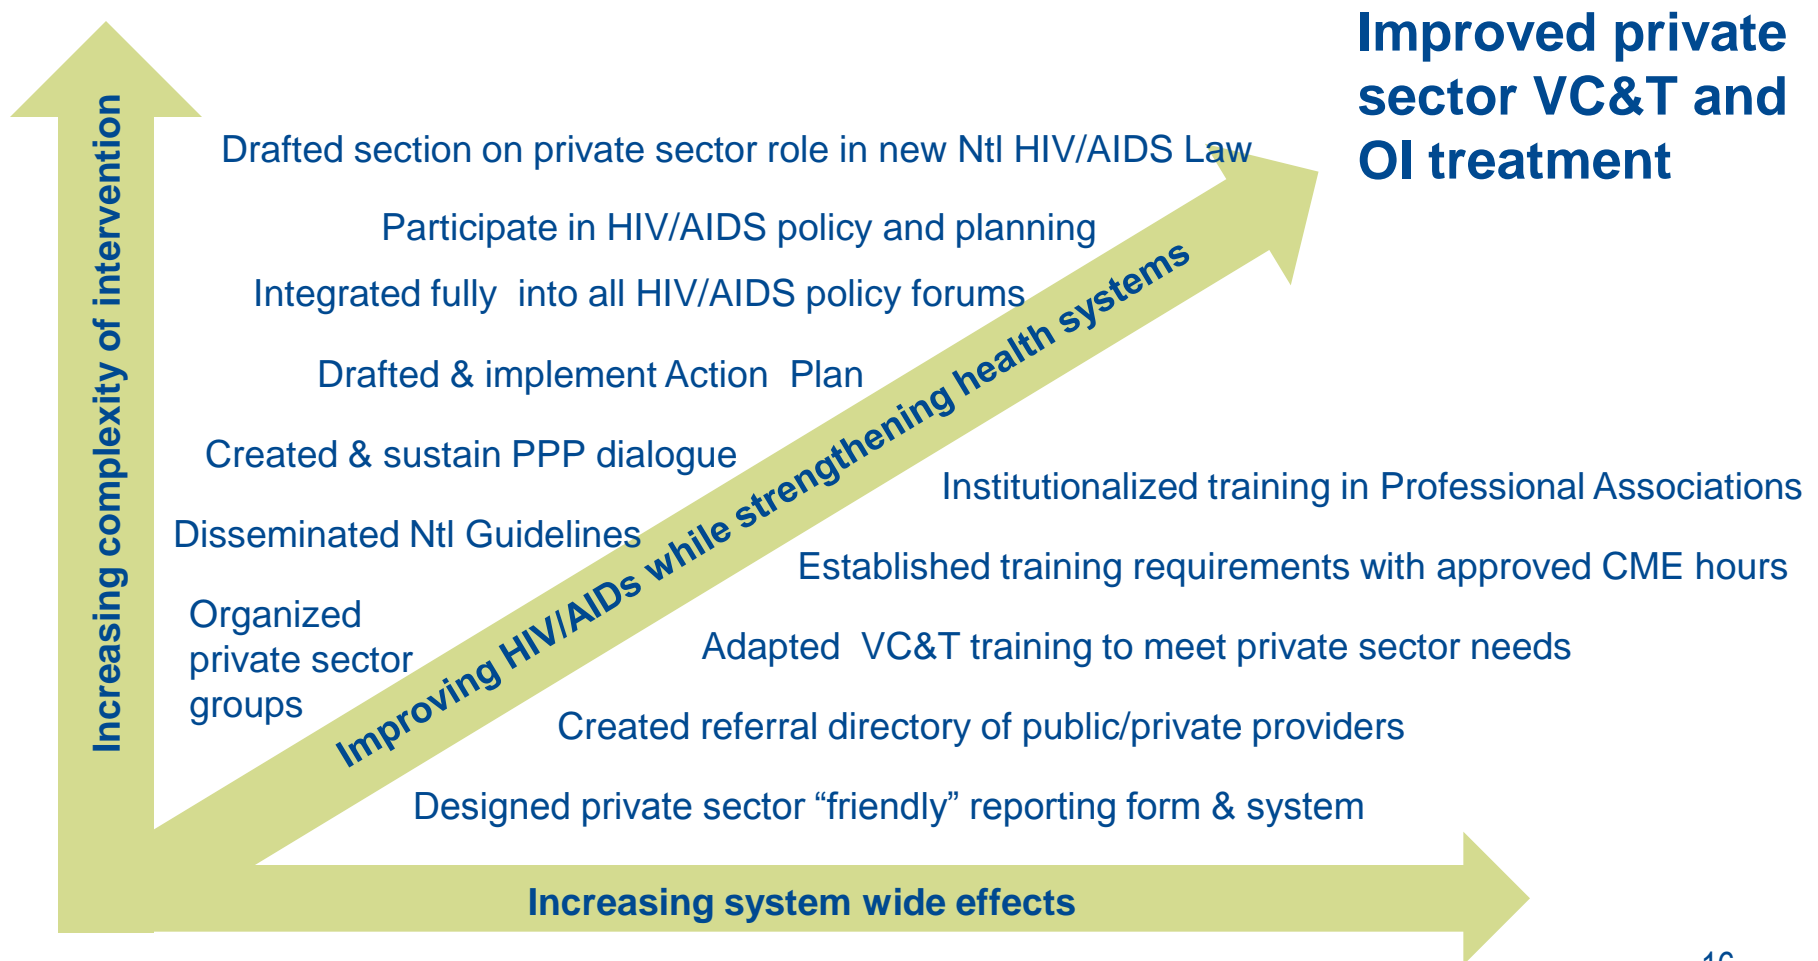 Improved private
sector VC&T and
OI treatment
Increasing complexity of intervention
Drafted section on private sector role in new Ntl HIV/AIDS Law
Participate in HIV/AIDS policy and planning
Integrated fully  into all HIV/AIDS policy forums
Drafted & implement Action  Plan
Created & sustain PPP dialogue
Disseminated Ntl Guidelines
Organized
private sector
groups
Improving HIV/AIDs while strengthening health systems
Institutionalized training in Professional Associations
Established training requirements with approved CME hours
Adapted  VC&T training to meet private sector needs
Created referral directory of public/private providers
Designed private sector “friendly” reporting form & system
Increasing system wide effects
16